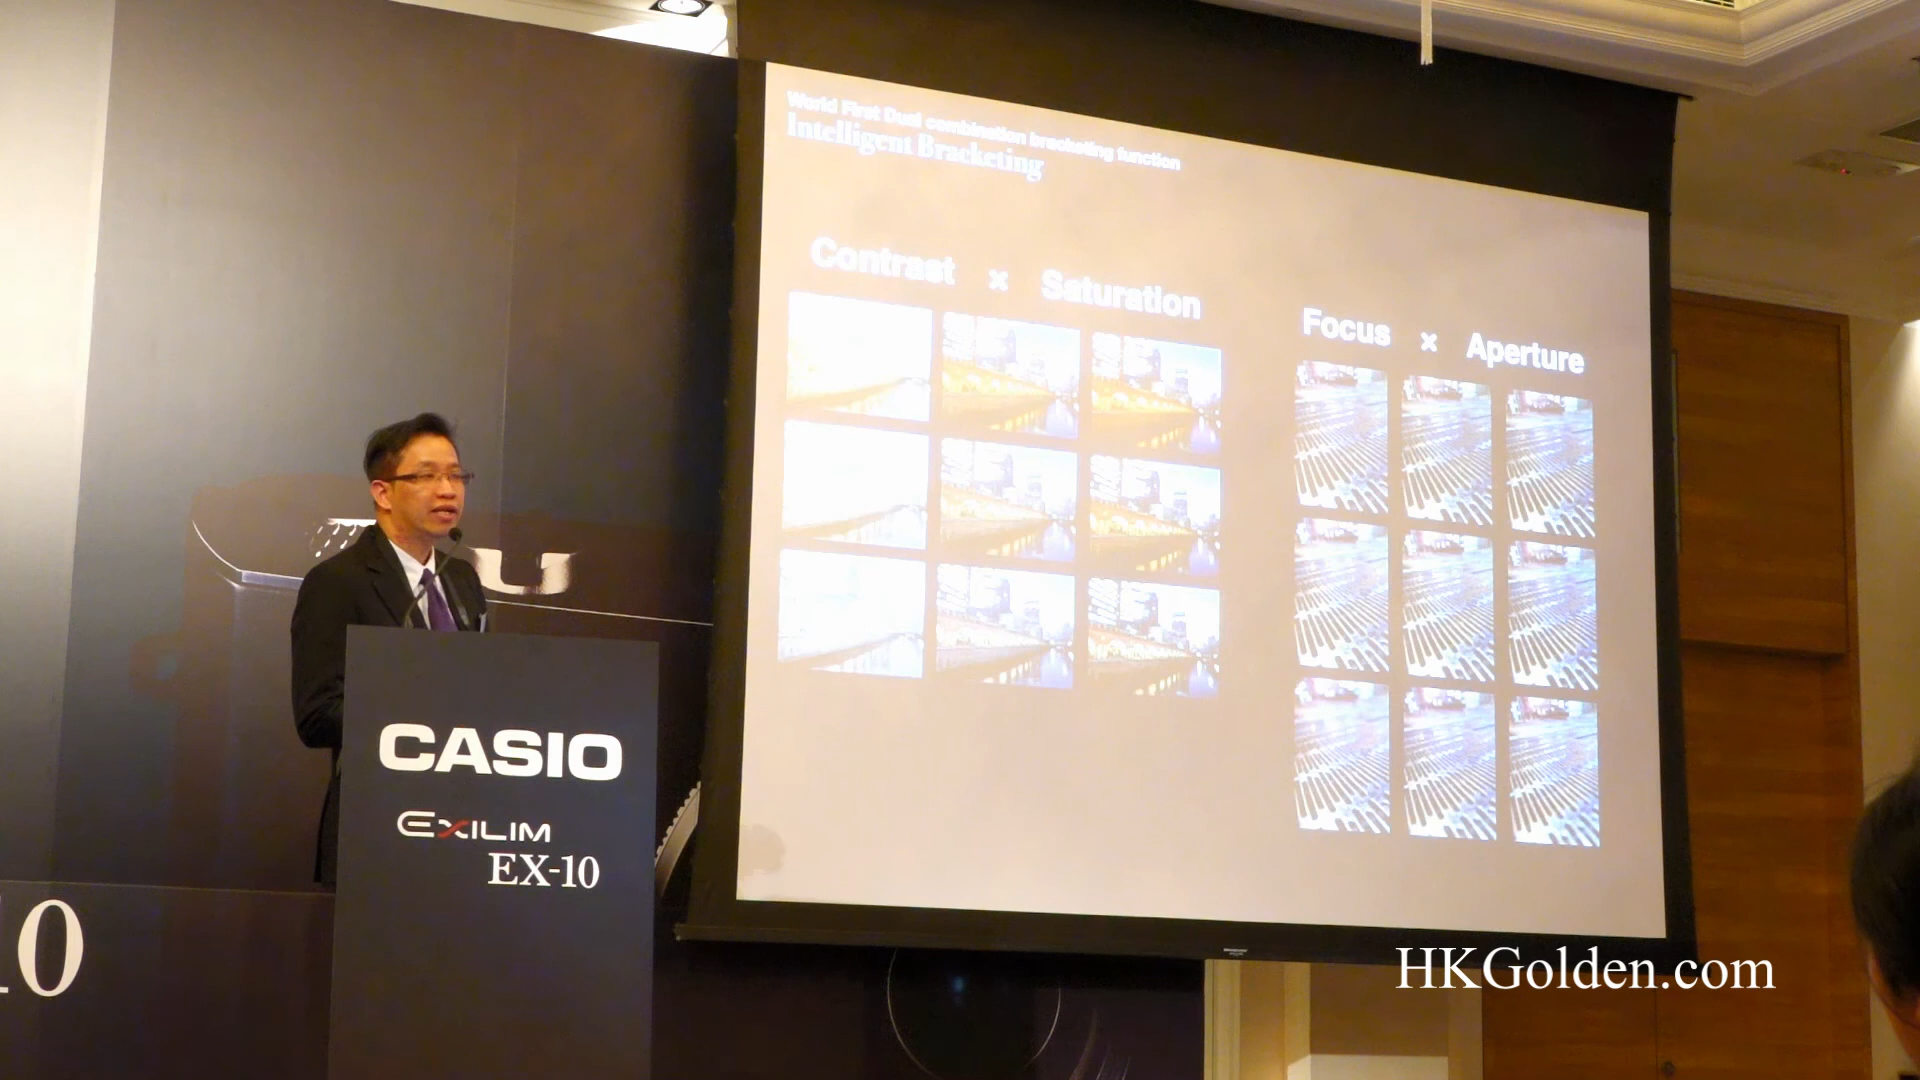 World First Dual combination bracketing function
Intelligent Bracketing
Contrast × Saturation
Focus × Aperture
CASIO
EXILIM
EX-10
10
HKGolden.com